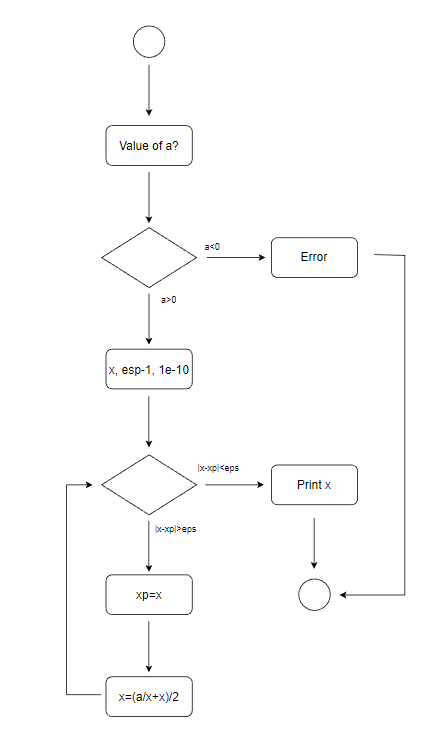 Value of a?
a<0
Error
a>0
x, esp-1, 1e-10
|x-xp|<eps
Print x
|x-xp|>eps
xp=x
x=(a/x+x)/2